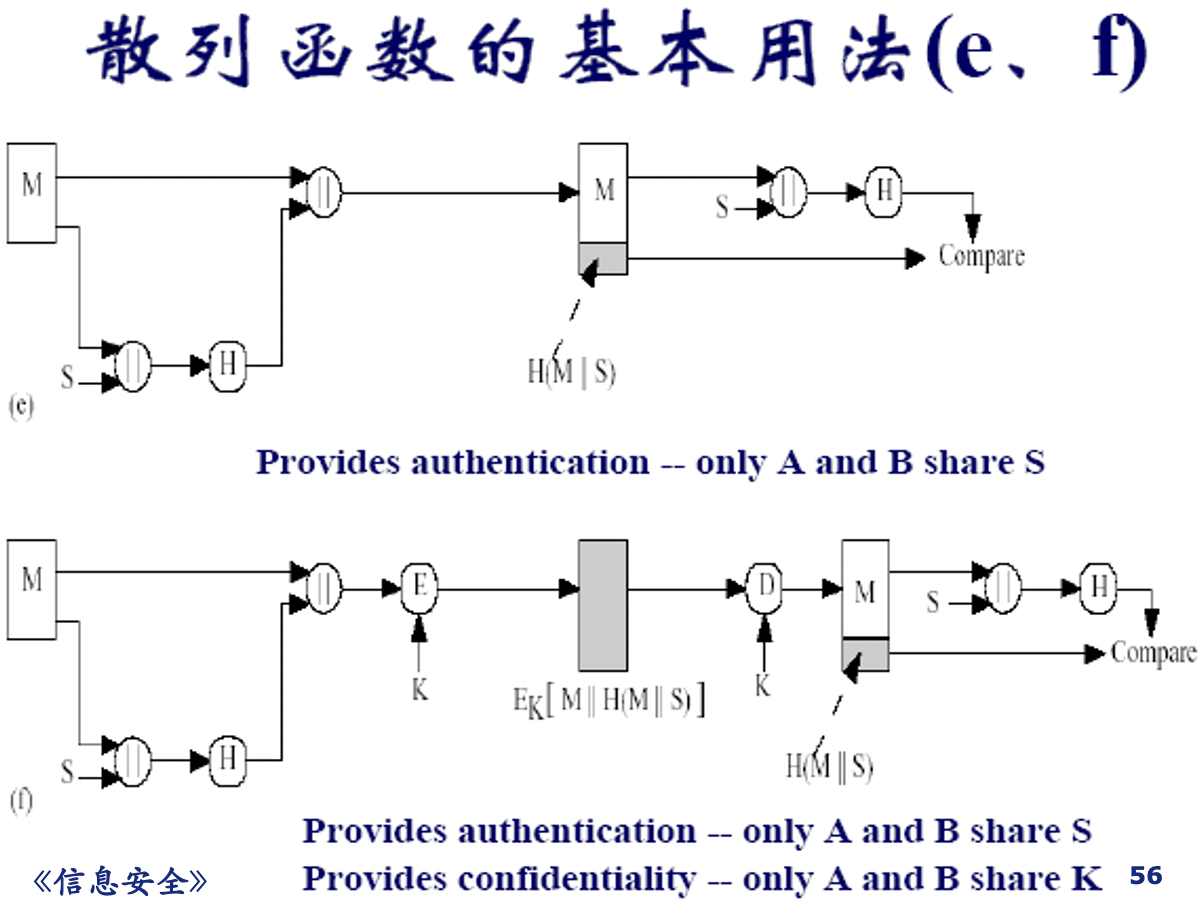 散列函数的基本用法(e、f)
M
||
M
||
H
S
Compare
S
||
H
H(M | S)
(e)
Provides authentication -- only A and B share S
M
||
E
D
M
S
||
H
K
K
Compare
EK[ M || H(M || S) ]
S
||
H
H(M || S)
(f)
Provides authentication -- only A and B share S
Provides confidentiality -- only A and B share K
《信息安全》
56